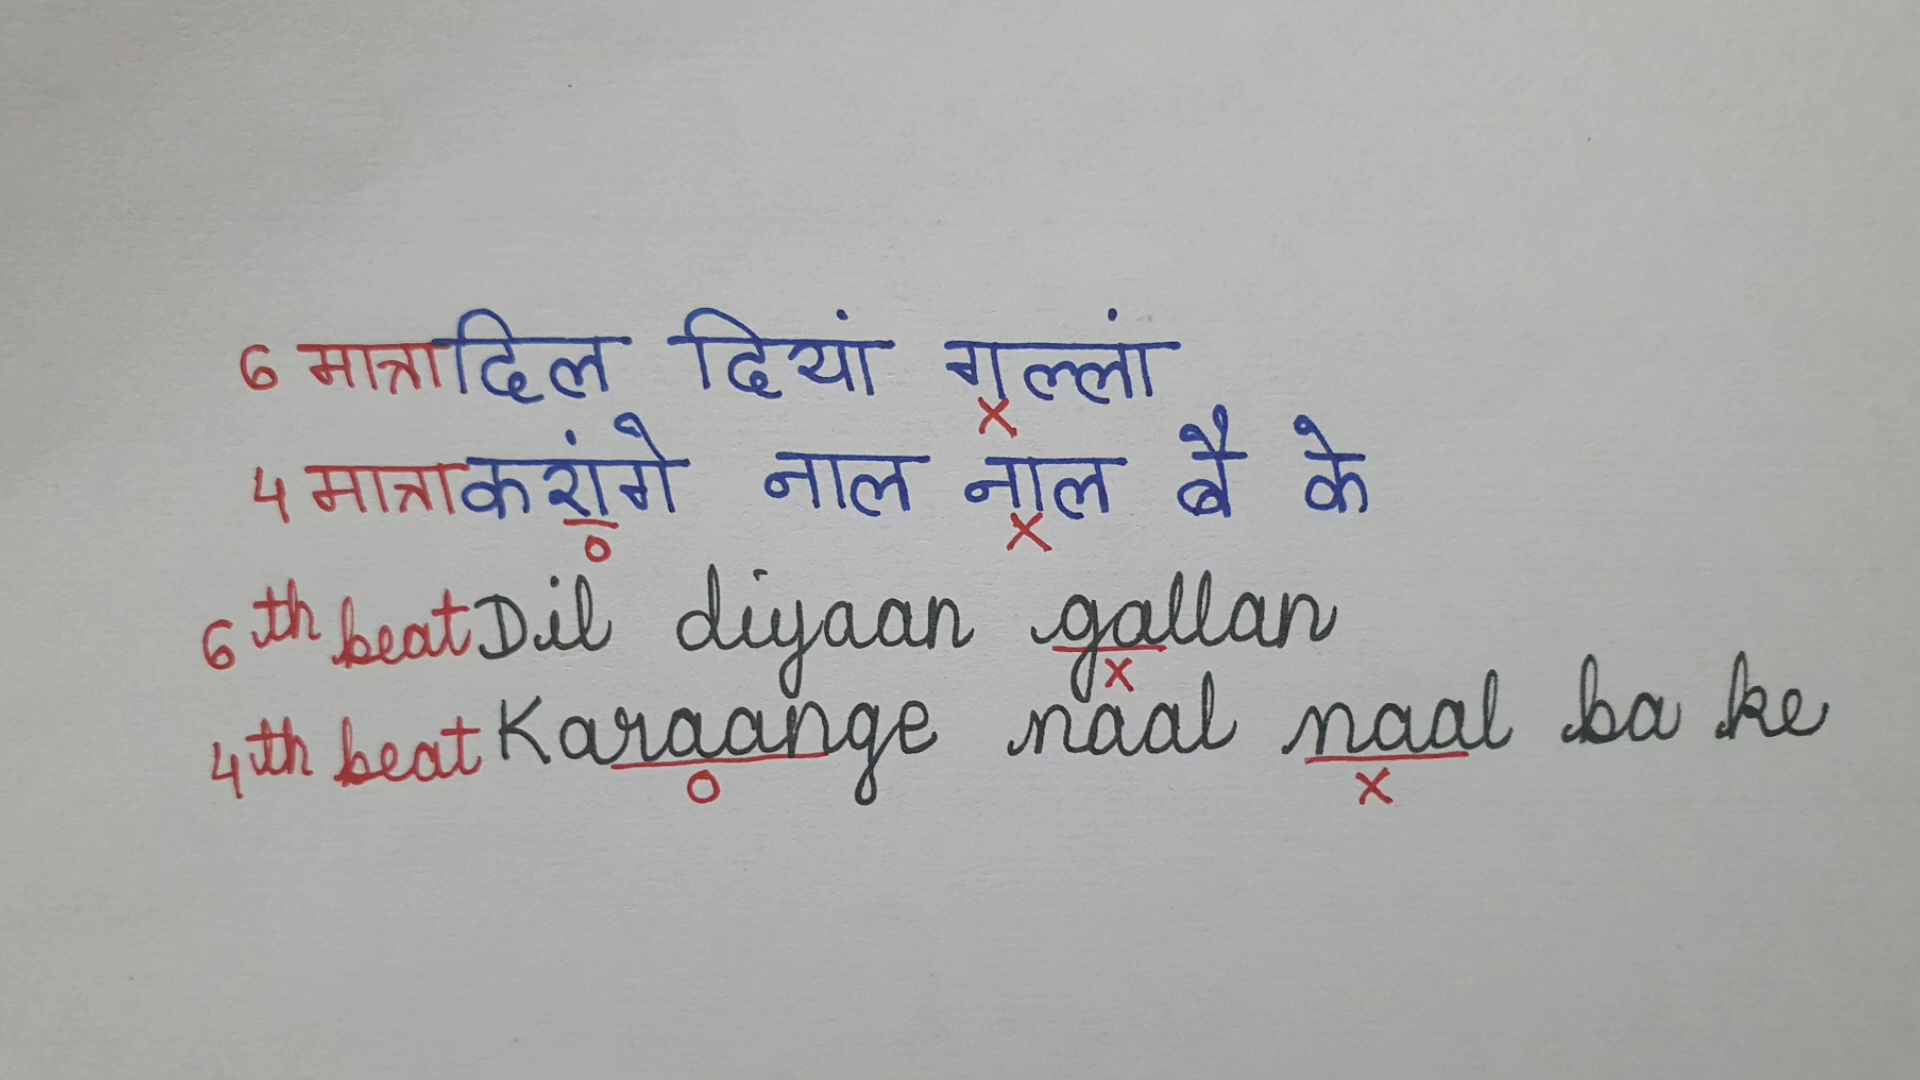 6 मात्रा दिल दियां गल्लां
x
4 मात्रा करांगे नाल नाल बै के
o x
6th beat Dil diyaan gallan
x
4th beat Karaange naal naal ba ke
o x